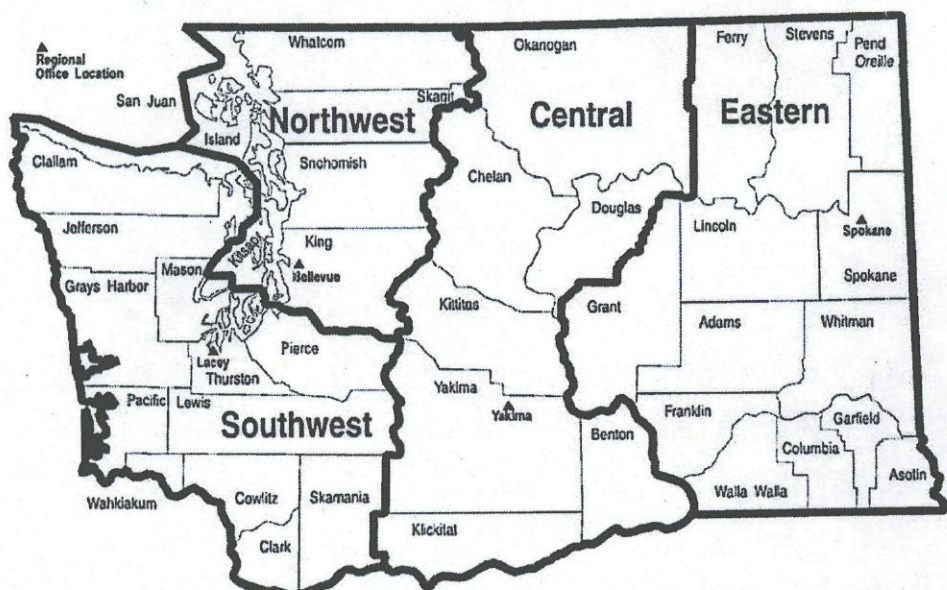 Regional
Office Location
San Juan
Whatcom
Skagit
Northwest
Island
Snohomish
King
Bellevue
Kitsap
Clallam
Jefferson
Mason
Grays Harbor
Lacey
Thurston
Pierce
Pacific
Lewis
Southwest
Wahkiakum
Cowlitz
Skamania
Clark
Okanogan
Central
Chelan
Douglas
Kittitas
Yakima
Yakima
Benton
Klickitat
Ferry
Stevens
Pend
Oreille
Eastern
Lincoln
Spokane
Spokane
Grant
Adams
Whitman
Franklin
Garfield
Columbia
Walla Walla
Asotin